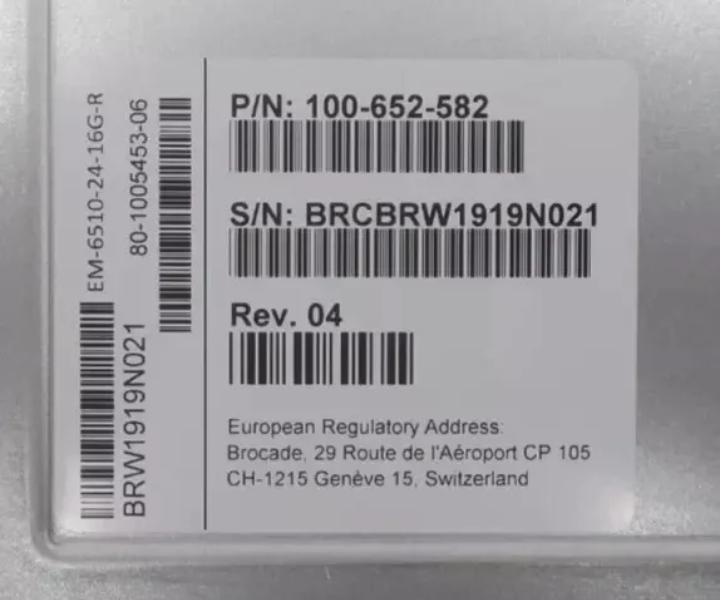 EM-6510-24-16G-R
80-1005453-06
BRW1919N021
P/N: 100-652-582
S/N: BRCBRW1919N021
Rev. 04
European Regulatory Address:
Brocade, 29 Route de l'Aéroport CP 105
CH-1215 Genève 15, Switzerland